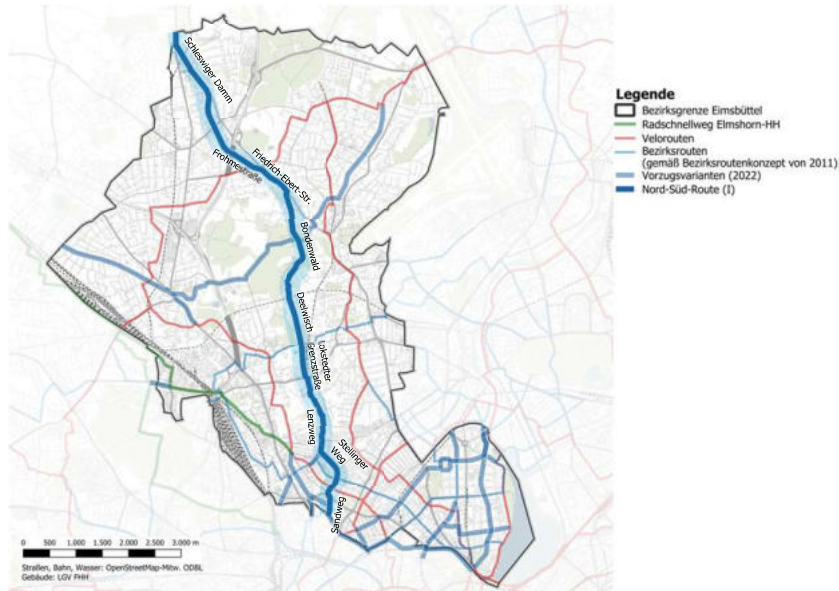 Schleswiger Damm
Frohmestraße
Friedrich-Ebert-Str.
Bondenwald
Deelwisch
Lokstedter
Grenzstraße
Lenzweg
Stellinger
Weg
Sandweg
Legende
Bezirksgrenze Eimsbüttel
Radschnellweg Elmshorn-HH
Velorouten
Bezirksrouten
(gemäß Bezirksroutenkonzept von 2011)
Vorzugsvarianten (2022)
Nord-Süd-Route (I)
0 500 1.000 1.500 2.000 3.000 m
Straßen, Bahn, Wasser: OpenStreetMap-Mitw. ODBL
Gebäude: LGV FHH